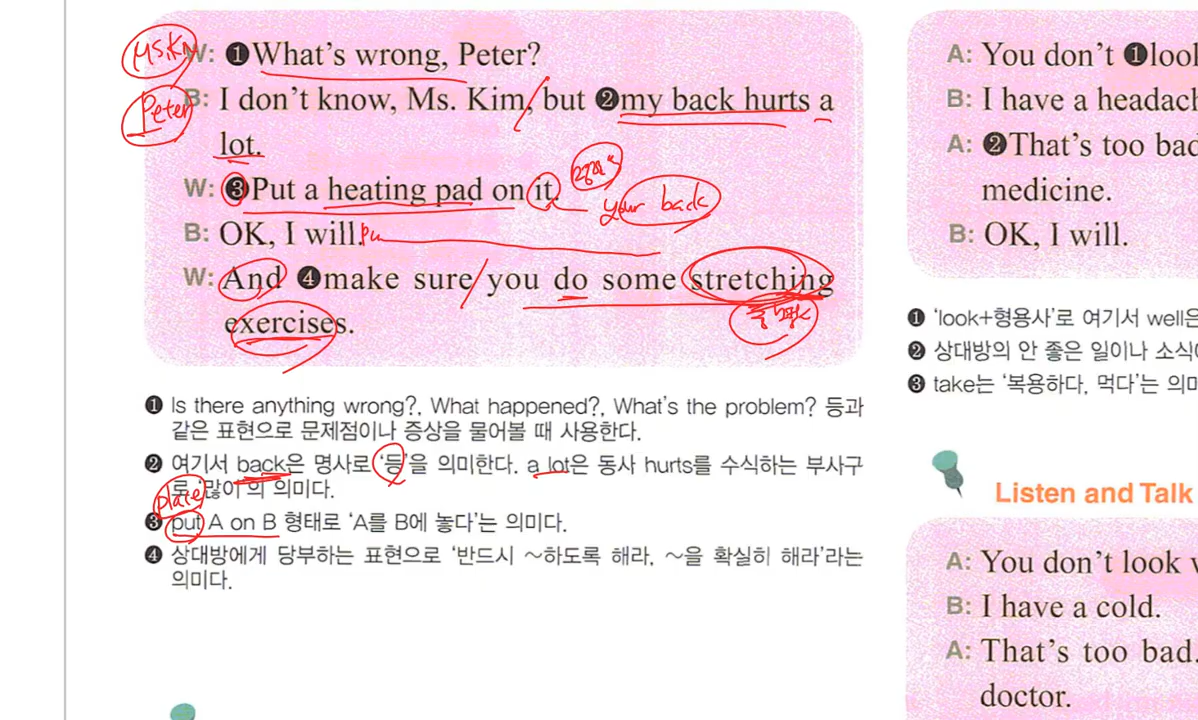 W: ❶What's wrong, Peter?
B: I don't know, Ms. Kim, but ❷my back hurts a
lot.
W: ❸Put a heating pad on it.
B: OK, I will.
W: And ❹make sure you do some stretching
exercises.
Peter
your back
❶ Is there anything wrong?, What happened?, What's the problem? 등과
같은 표현으로 문제점이나 증상을 물어볼 때 사용한다.
❷ 여기서 back은 명사로 '등'을 의미한다. a lot은 동사 hurts를 수식하는 부사구
로 '많이'의 의미다.
place
❸ put A on B 형태로 'A를 B에 놓다'는 의미다.
❹ 상대방에게 당부하는 표현으로 '반드시 ~하도록 해라, ~을 확실히 해라'라는
의미다.
A: You don't ❶look
B: I have a headach
A: ❷That's too bad
medicine.
B: OK, I will.
❶ 'look+형용사'로 여기서 well은
❷ 상대방의 안 좋은 일이나 소식에
❸ take는 '복용하다, 먹다'는 의미
Listen and Talk
A: You don't look w
B: I have a cold.
A: That's too bad.
doctor.